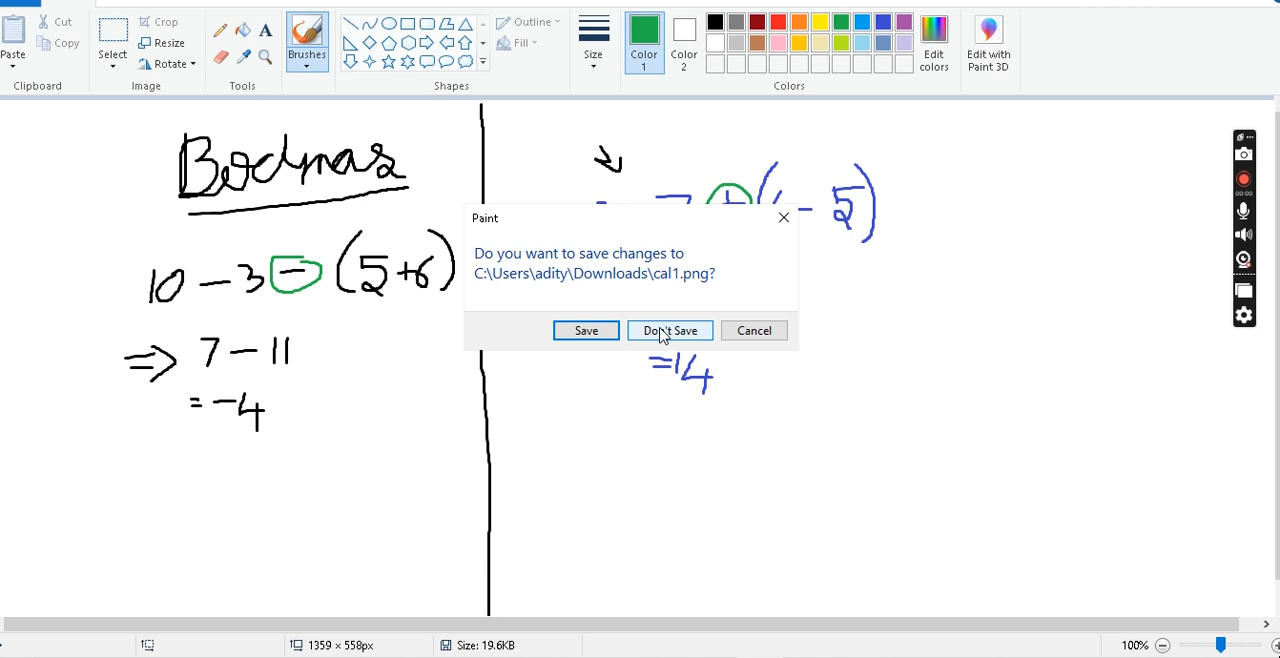 Paste
Cut
Copy
Clipboard
Select
Crop
Resize
Rotate
Image
Tools
Brushes
Shapes
Outline
Fill
Size
Color 1
Color 2
Colors
Edit colors
Edit with Paint 3D
Bodmas
10 - 3 - (5+6)
=> 7 - 11
= -4
- 5)
=14
Paint
Do you want to save changes to
C:\Users\adity\Downloads\cal1.png?
Save
Don't Save
Cancel
00:00
1359 × 558px
Size: 19.6KB
100%